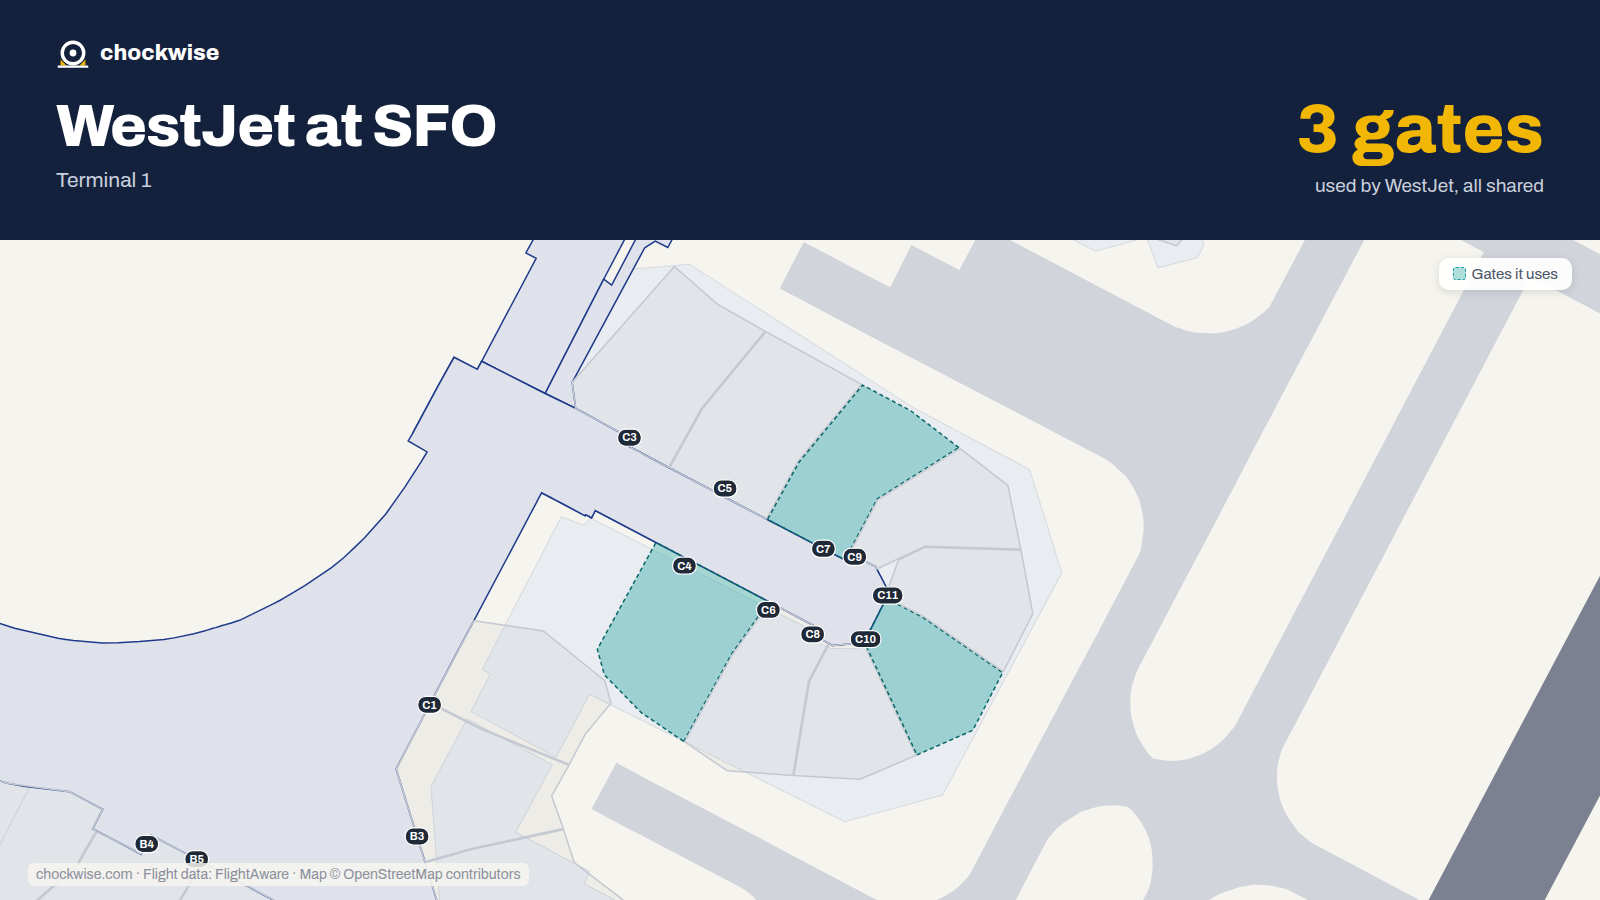 chockwise
WestJet at SFO
Terminal 1
3 gates
used by WestJet, all shared
Gates it uses
C3
C5
C7
C9
C4
C11
C6
C8
C10
C1
B3
B4
B5
chockwise.com · Flight data: FlightAware · Map © OpenStreetMap contributors